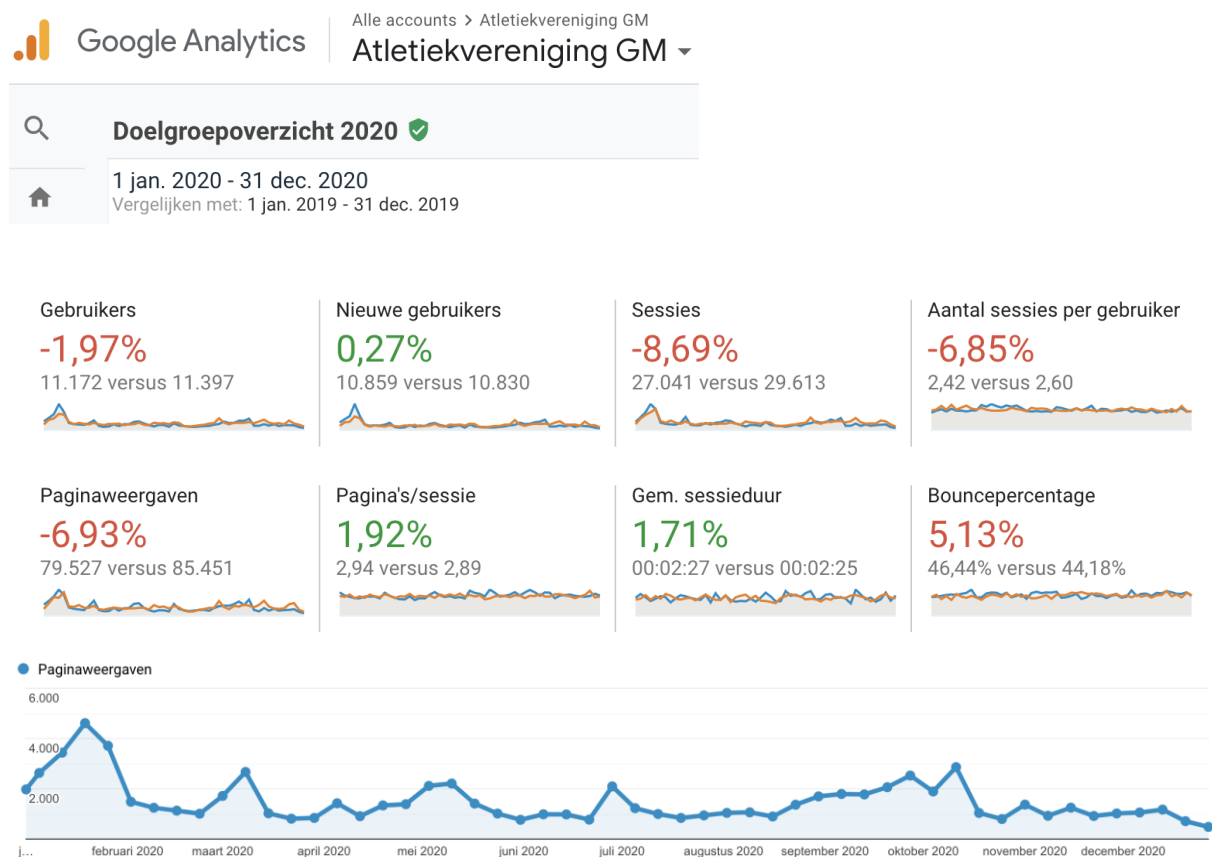 Google Analytics
Alle accounts > Atletiekvereniging GM
Atletiekvereniging GM
Doelgroepoverzicht 2020
1 jan. 2020 - 31 dec. 2020
Vergelijken met: 1 jan. 2019 - 31 dec. 2019
Gebruikers
-1,97%
11.172 versus 11.397
Nieuwe gebruikers
0,27%
10.859 versus 10.830
Sessies
-8,69%
27.041 versus 29.613
Aantal sessies per gebruiker
-6,85%
2,42 versus 2,60
Paginaweergaven
-6,93%
79.527 versus 85.451
Pagina's/sessie
1,92%
2,94 versus 2,89
Gem. sessieduur
1,71%
00:02:27 versus 00:02:25
Bouncepercentage
5,13%
46,44% versus 44,18%
Paginaweergaven
6.000
4.000
2.000
j... februari 2020 maart 2020 april 2020 mei 2020 juni 2020 juli 2020 augustus 2020 september 2020 oktober 2020 november 2020 december 2020